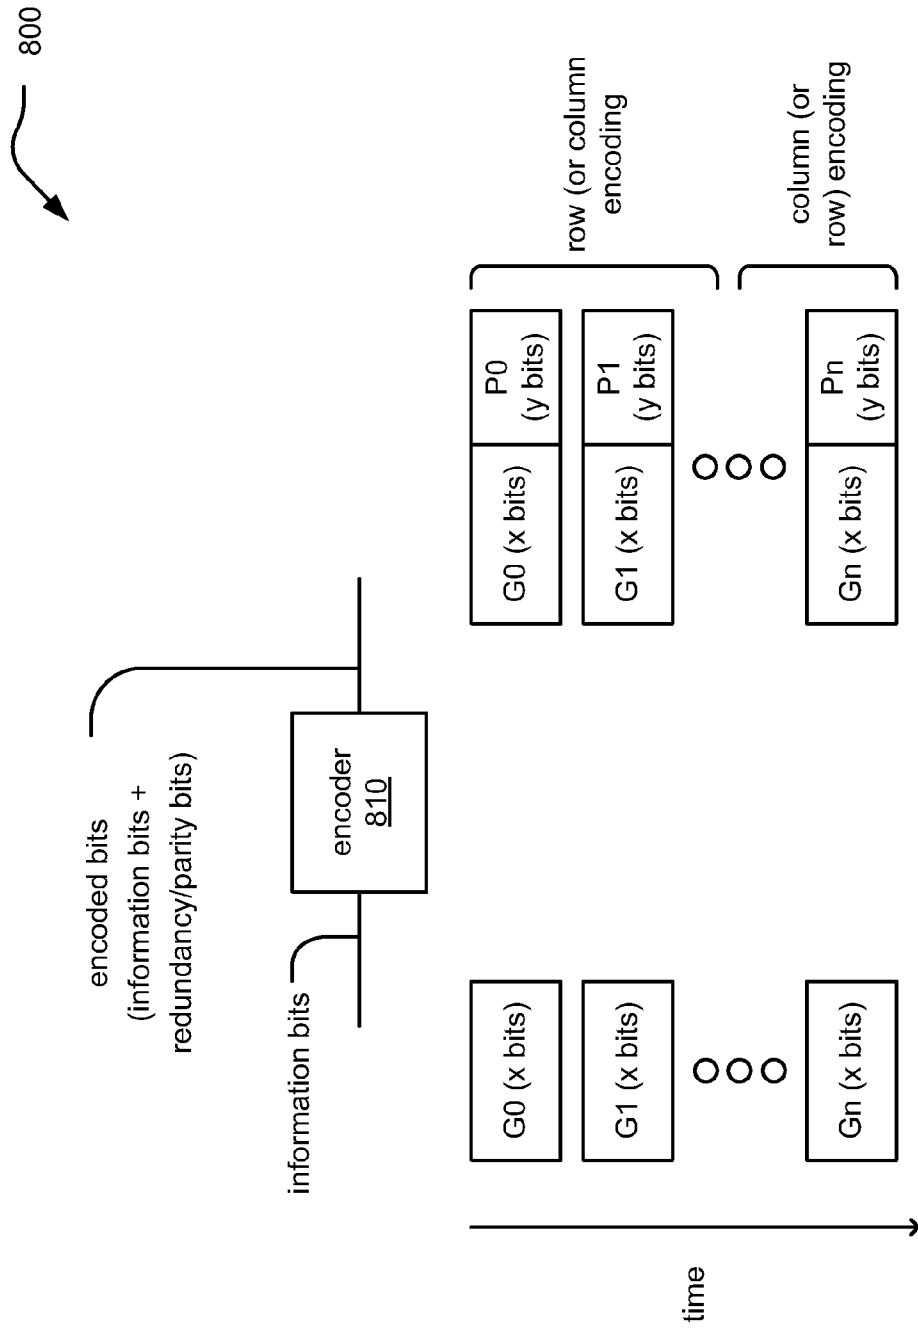 800
encoded bits
(information bits +
redundancy/parity bits)
information bits
encoder
810
time
G0 (x bits)
G1 (x bits)
Gn (x bits)
G0 (x bits)
P0
(y bits)
G1 (x bits)
P1
(y bits)
Gn (x bits)
Pn
(y bits)
row (or column
encoding
column (or
row) encoding